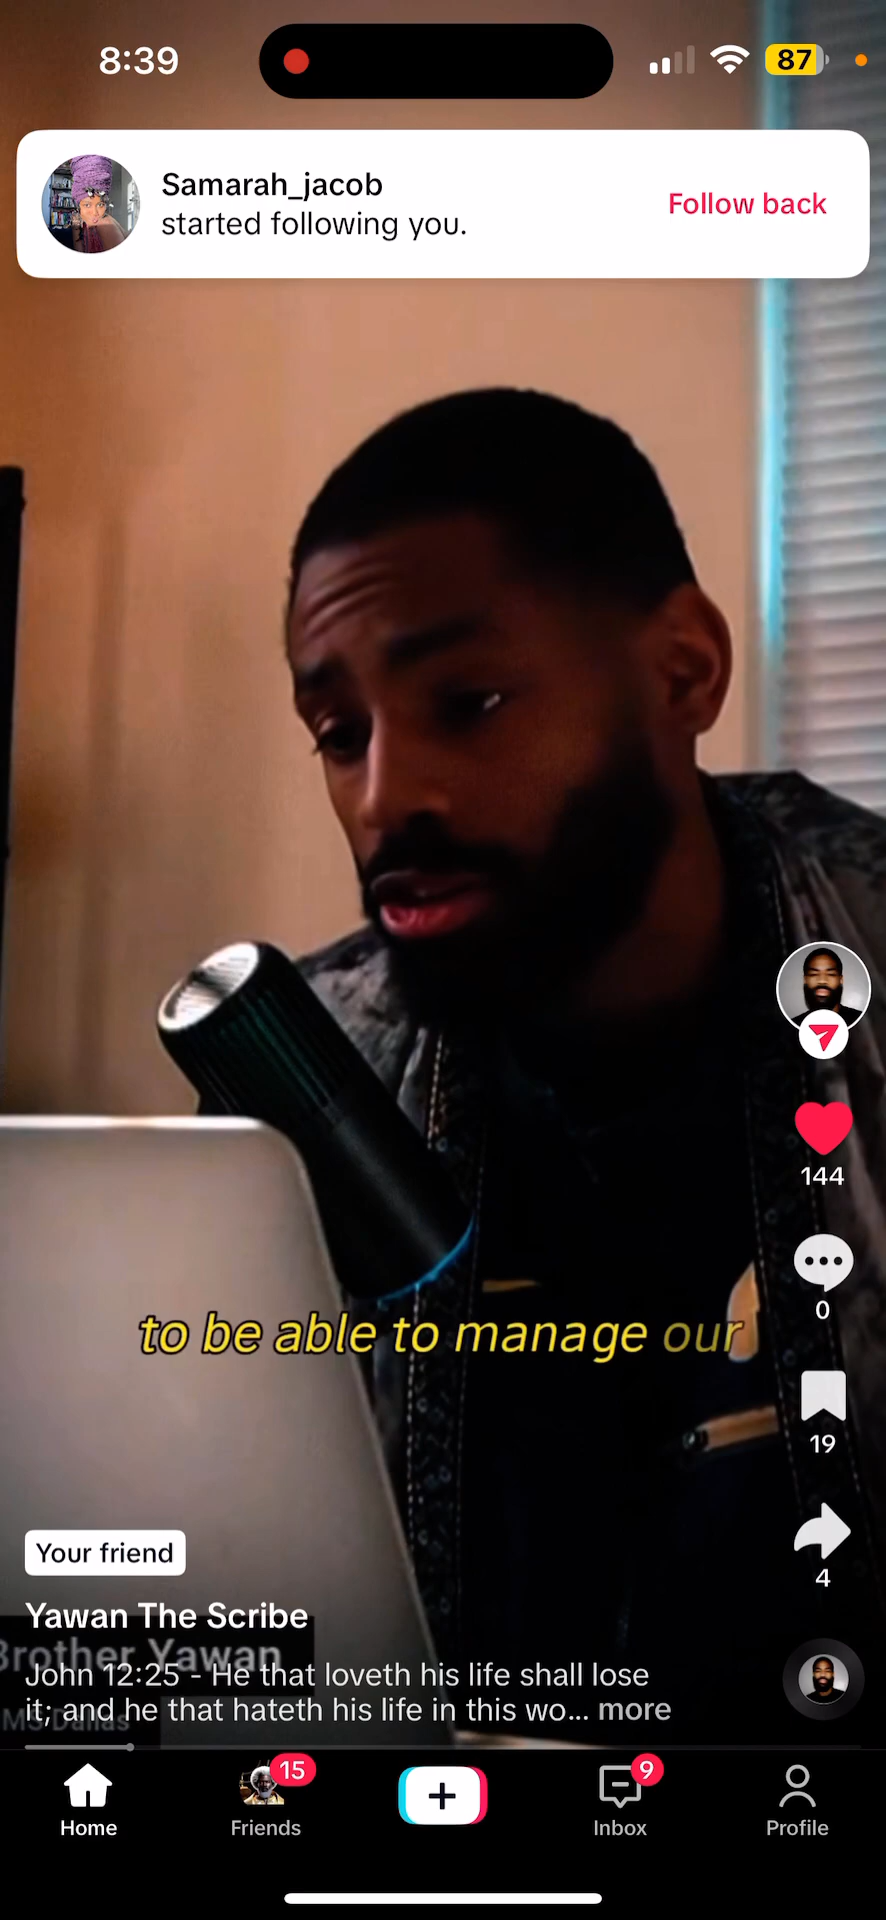 8:39
87
Samarah_jacob
started following you.
Follow back
144
0
to be able to manage our
19
Your friend
4
Yawan The Scribe
Brother Yawan
John 12:25 - He that loveth his life shall lose
it; and he that hateth his life in this wo... more
MS Dallas
15
9
Home
Friends
Inbox
Profile